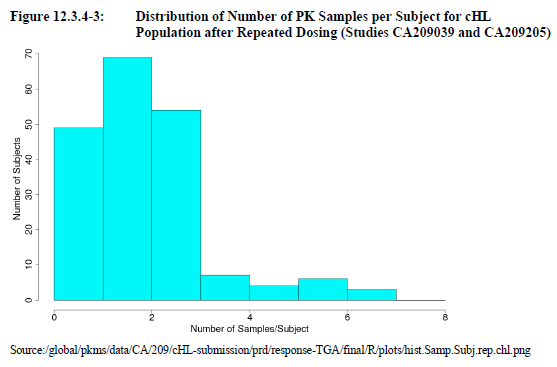 Figure 12.3.4-3: Distribution of Number of PK Samples per Subject for cHL
Population after Repeated Dosing (Studies CA209039 and CA209205)
70
60
50
40
30
20
10
0
Number of Subjects
0 2 4 6 8
Number of Samples/Subject
Source:/global/pkms/data/CA/209/cHL-submission/prd/response-TGA/final/R/plots/hist.Samp.Subj.rep.chl.png